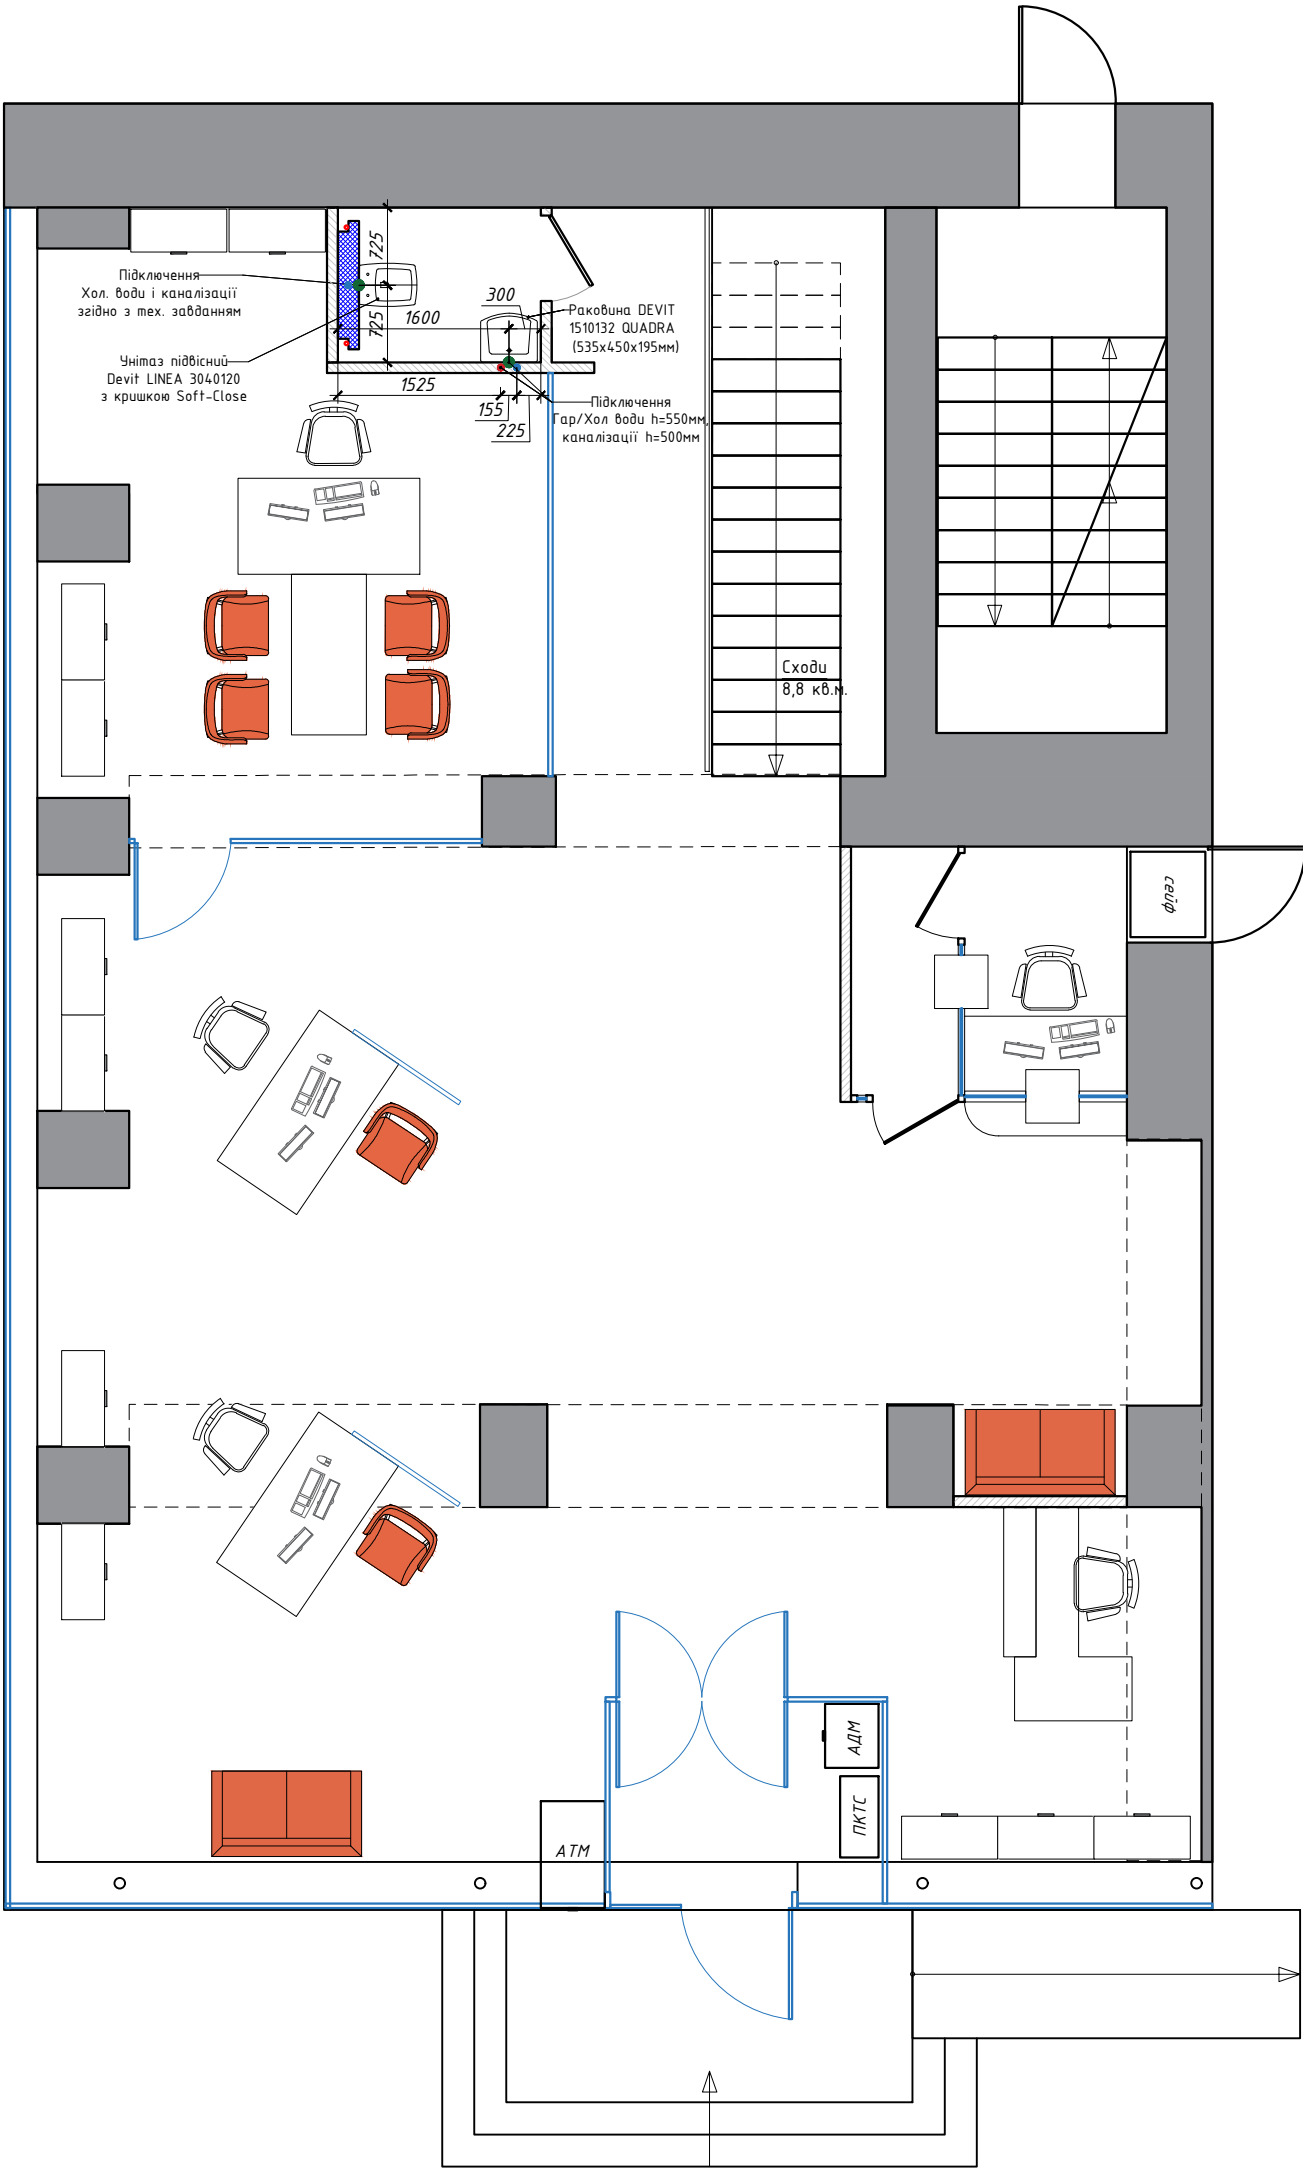 725
Підключення
Хол. води і каналізації
згідно з тех. завданням
300
Раковина DEVIT
1510132 QUADRA
(535х450х195мм)
1600
725
Унітаз підвісний
Devit LINEA 3040120
з кришкою Soft-Close
1525
155
225
Підключення
Гар/Хол води h=550мм,
каналізації h=500мм
Сходи
8,8 кв.м.
сейф
АДМ
ПКТС
АТМ